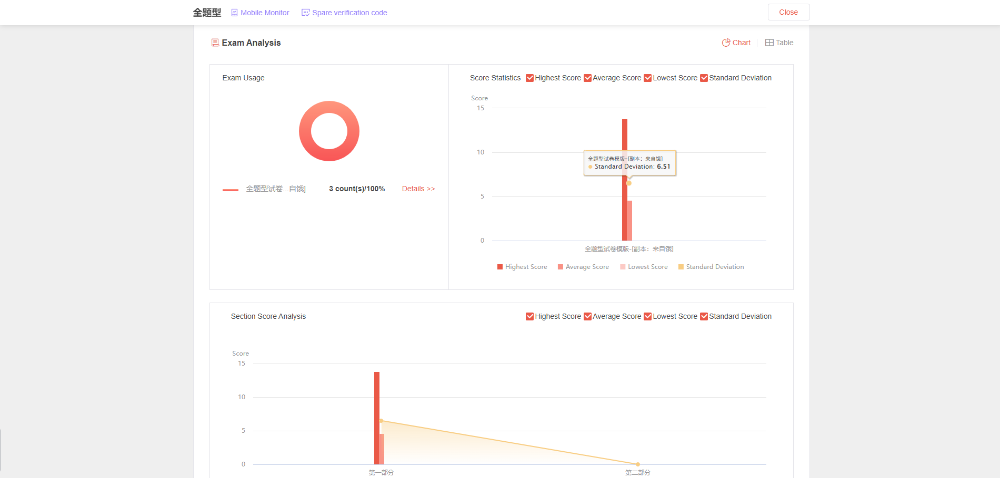 全题型 Mobile Monitor Spare verification code Close
Exam Analysis Chart Table
Exam Usage
3 count(s)/100% Details >>
全题型试卷...自饿]
Score Statistics Highest Score Average Score Lowest Score Standard Deviation
Score
15
10
5
0
全题型试卷模版-[副本：来自饿]
Standard Deviation: 6.51
全题型试卷模版-[副本：来自饿]
Highest Score Average Score Lowest Score Standard Deviation
Section Score Analysis Highest Score Average Score Lowest Score Standard Deviation
Score
15
10
5
0
第一部分 第二部分